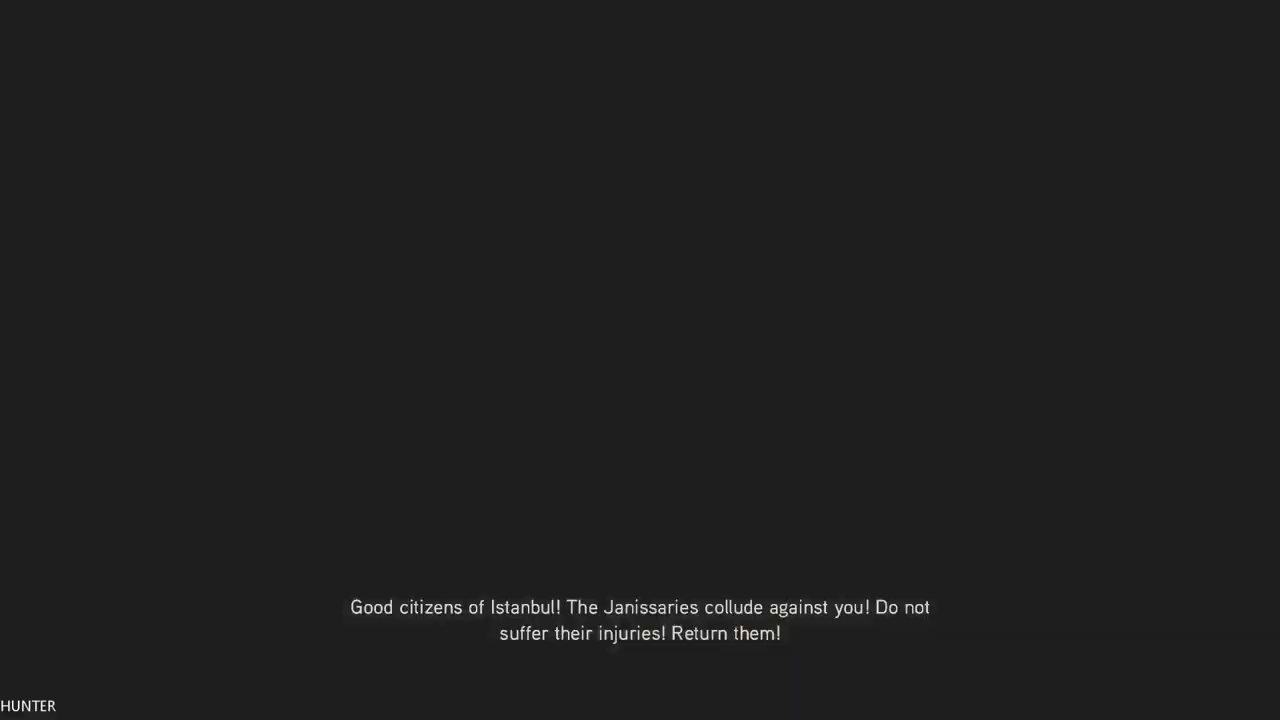 Good citizens of Istanbul! The Janissaries collude against you! Do not
suffer their injuries! Return them!
HUNTER